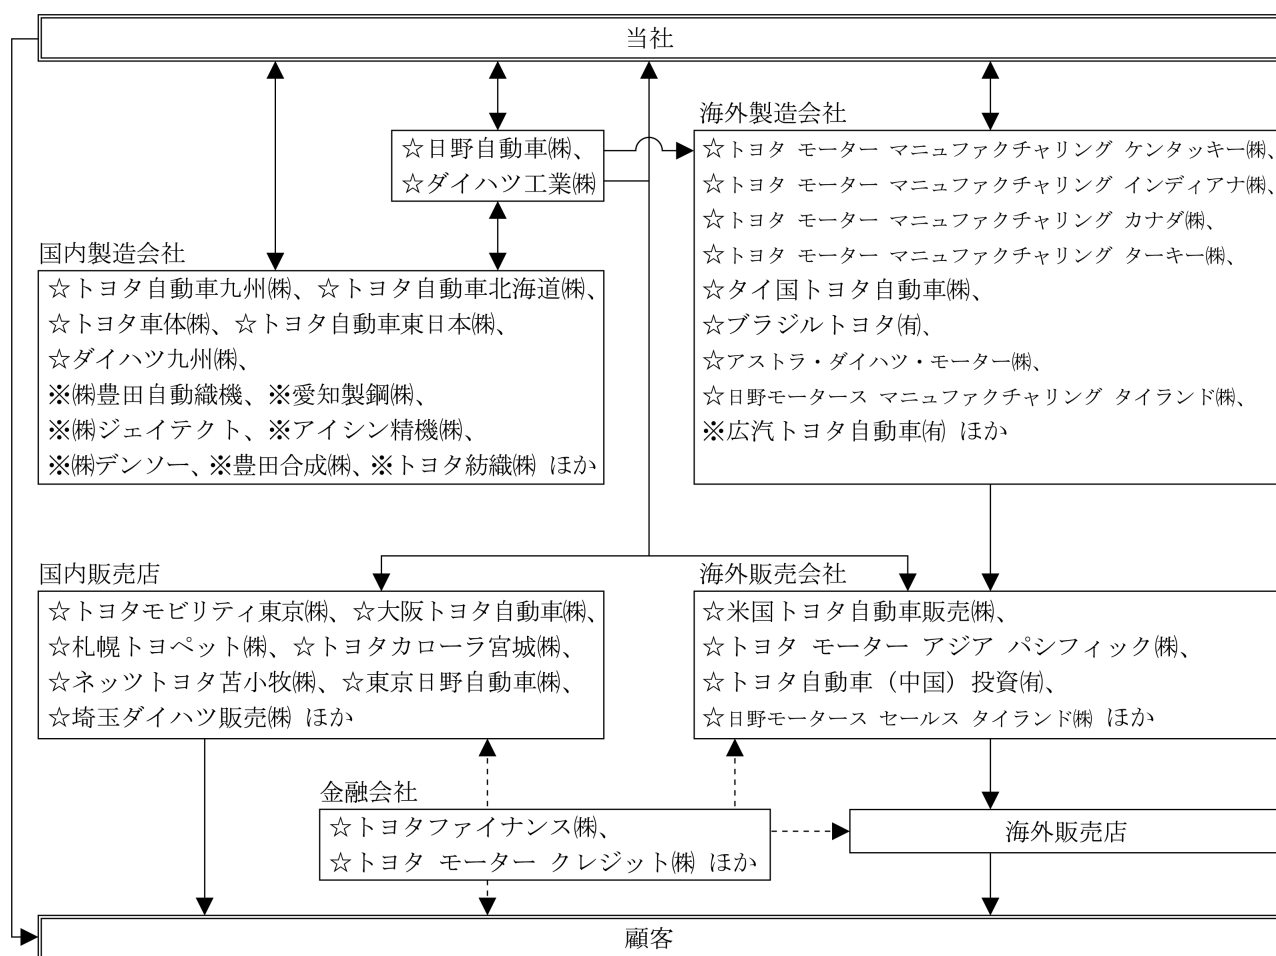 当社
☆日野自動車㈱、
☆ダイハツ工業㈱
海外製造会社
☆トヨタ モーター マニュファクチャリング ケンタッキー㈱、
☆トヨタ モーター マニュファクチャリング インディアナ㈱、
☆トヨタ モーター マニュファクチャリング カナダ㈱、
☆トヨタ モーター マニュファクチャリング ターキー㈱、
☆タイ国トヨタ自動車㈱、
☆ブラジルトヨタ㈲、
☆アストラ・ダイハツ・モーター㈱、
☆日野モータース マニュファクチャリング タイランド㈱、
※広汽トヨタ自動車㈲ ほか
国内製造会社
☆トヨタ自動車九州㈱、☆トヨタ自動車北海道㈱、
☆トヨタ車体㈱、☆トヨタ自動車東日本㈱、
☆ダイハツ九州㈱、
※㈱豊田自動織機、※愛知製鋼㈱、
※㈱ジェイテクト、※アイシン精機㈱、
※㈱デンソー、※豊田合成㈱、※トヨタ紡織㈱ ほか
国内販売店
☆トヨタモビリティ東京㈱、☆大阪トヨタ自動車㈱、
☆札幌トヨペット㈱、☆トヨタカローラ宮城㈱、
☆ネッツトヨタ苫小牧㈱、☆東京日野自動車㈱、
☆埼玉ダイハツ販売㈱ ほか
海外販売会社
☆米国トヨタ自動車販売㈱、
☆トヨタ モーター アジア パシフィック㈱、
☆トヨタ自動車（中国）投資㈲、
☆日野モータース セールス タイランド㈱ ほか
金融会社
☆トヨタファイナンス㈱、
☆トヨタ モーター クレジット㈱ ほか
海外販売店
顧客